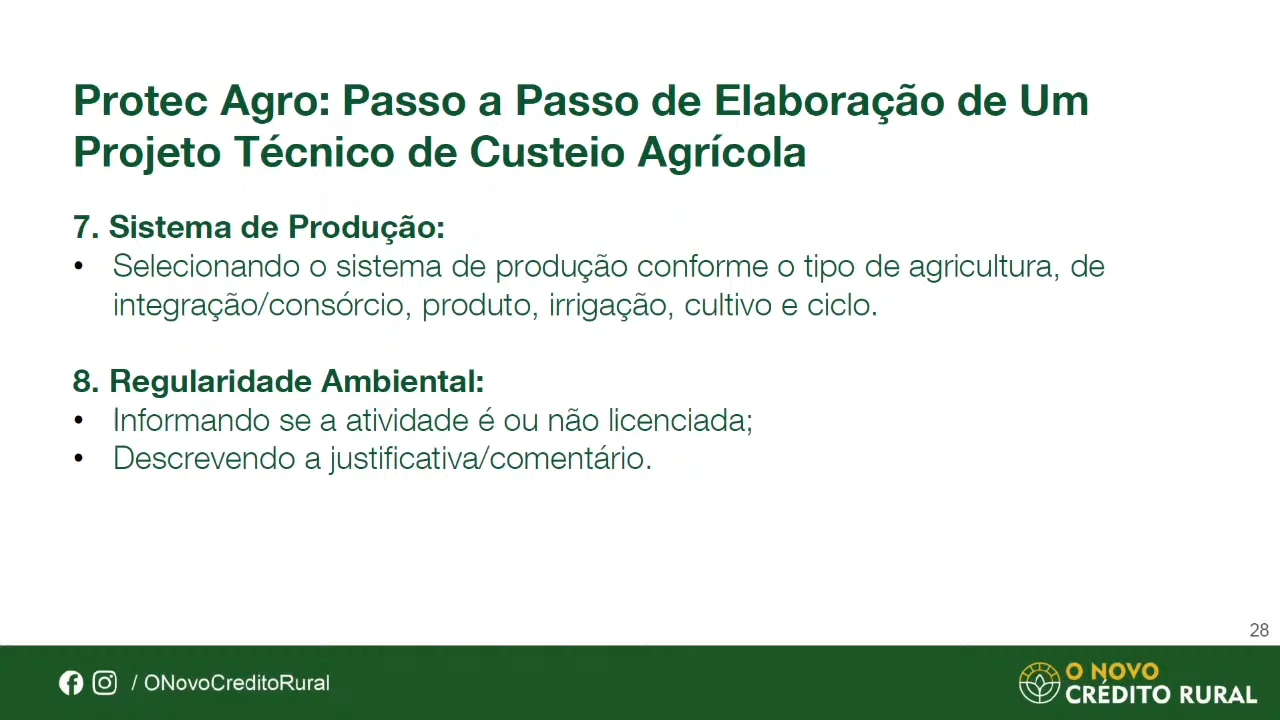 Protec Agro: Passo a Passo de Elaboração de Um
Projeto Técnico de Custeio Agrícola
7. Sistema de Produção:
• Selecionando o sistema de produção conforme o tipo de agricultura, de
integração/consórcio, produto, irrigação, cultivo e ciclo.
8. Regularidade Ambiental:
• Informando se a atividade é ou não licenciada;
• Descrevendo a justificativa/comentário.
28
/ ONovoCreditoRural
O NOVO
CRÉDITO RURAL